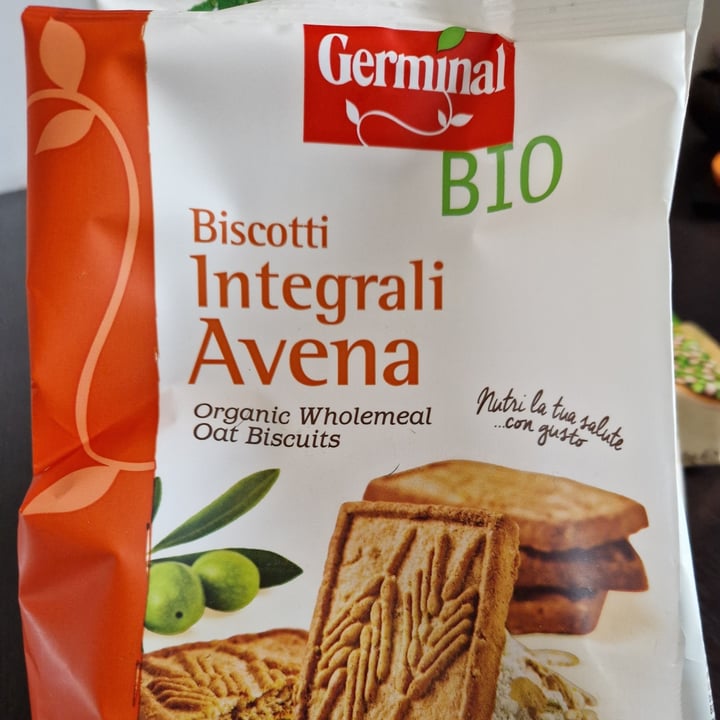 Germinal
BIO
Biscotti
Integrali
Avena
Organic Wholemeal
Oat Biscuits
Nutri la tua salute
...con gusto